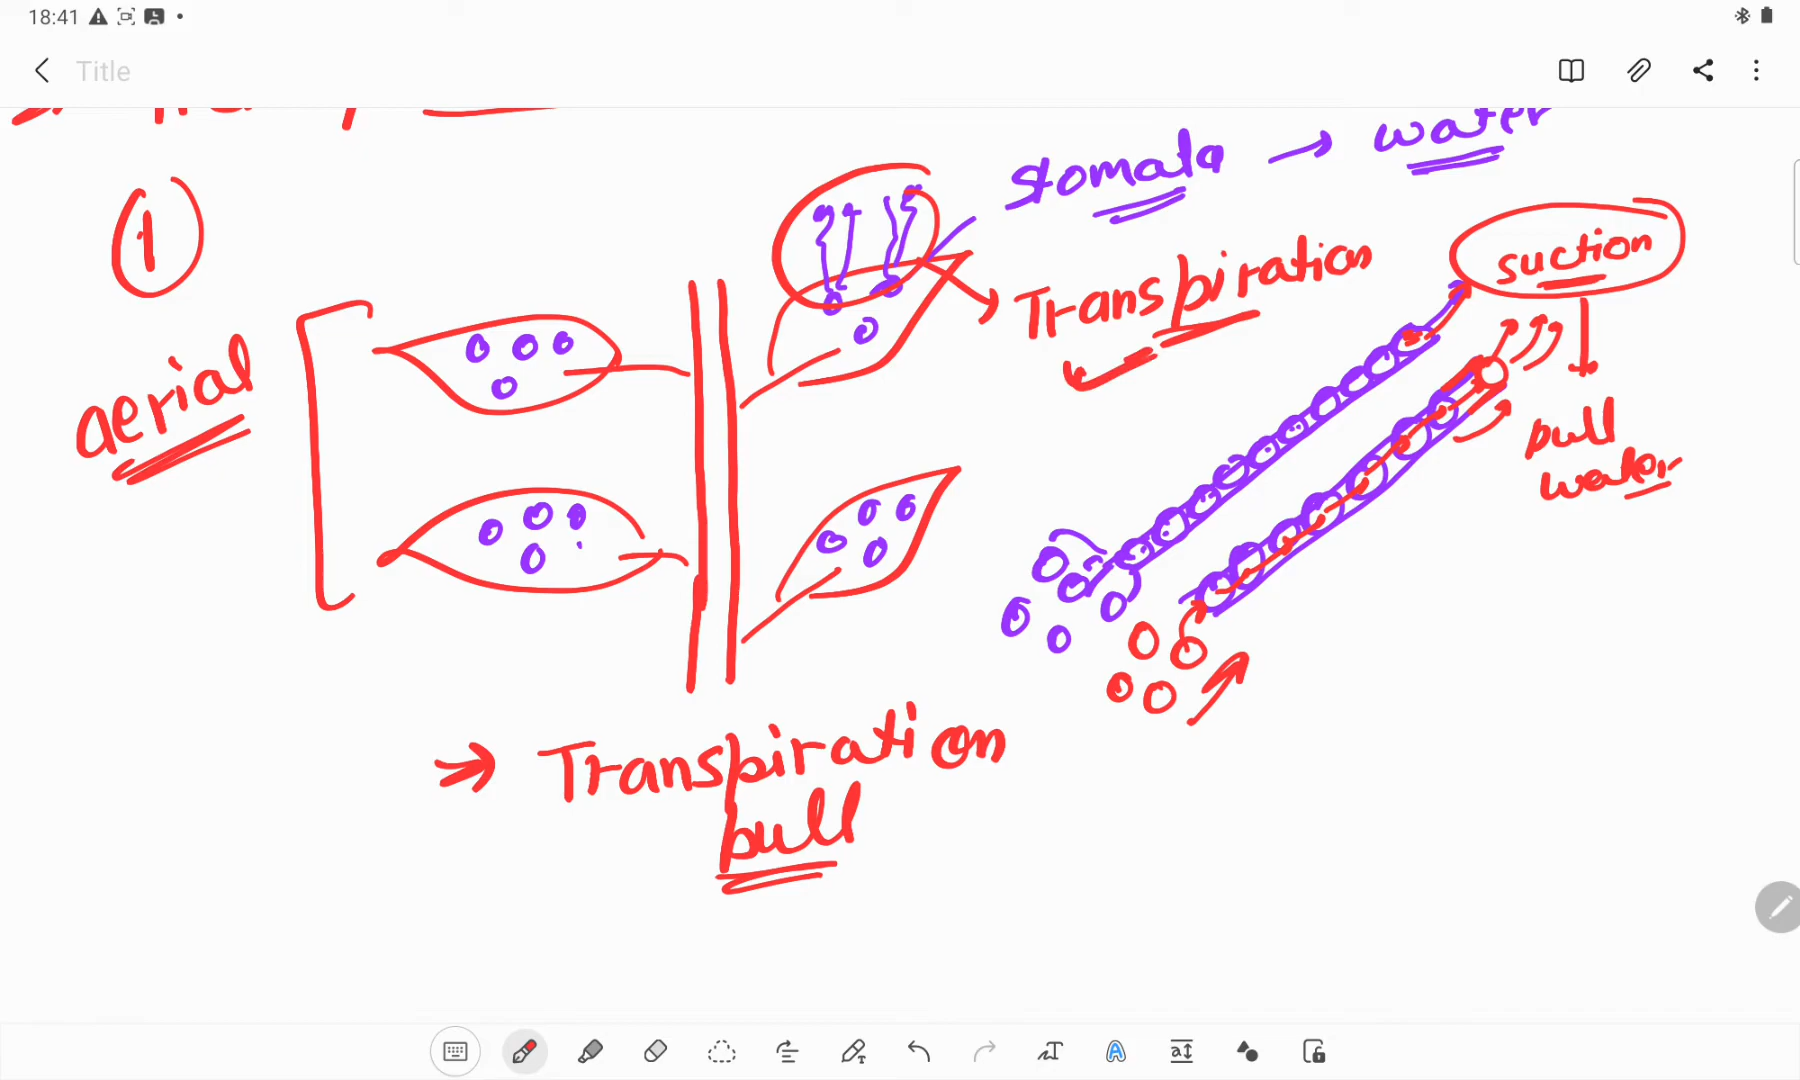 18:41
Title
stomata → water
1
suction
Transpiration
aerial
pull
water
⇒ Transpiration
pull